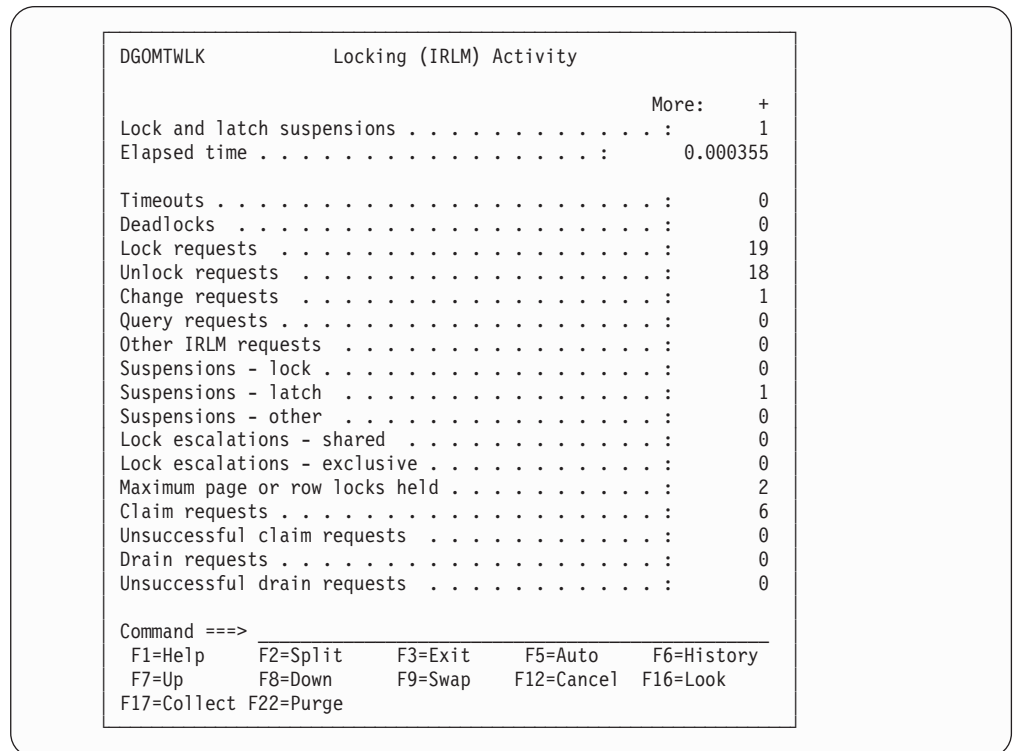 DGOMTWLK Locking (IRLM) Activity
More: +
Lock and latch suspensions . . . . . . . . . . . . . : 1
Elapsed time . . . . . . . . . . . . . . . . . : 0.000355
Timeouts . . . . . . . . . . . . . . . . . . . . . . . : 0
Deadlocks . . . . . . . . . . . . . . . . . . . . . . : 0
Lock requests . . . . . . . . . . . . . . . . . . . . : 19
Unlock requests . . . . . . . . . . . . . . . . . . . : 18
Change requests . . . . . . . . . . . . . . . . . . . : 1
Query requests . . . . . . . . . . . . . . . . . . . . : 0
Other IRLM requests . . . . . . . . . . . . . . . . . : 0
Suspensions - lock . . . . . . . . . . . . . . . . . . : 0
Suspensions - latch . . . . . . . . . . . . . . . . . : 1
Suspensions - other . . . . . . . . . . . . . . . . . : 0
Lock escalations - shared . . . . . . . . . . . . . . : 0
Lock escalations - exclusive . . . . . . . . . . . . . : 0
Maximum page or row locks held . . . . . . . . . . . . : 2
Claim requests . . . . . . . . . . . . . . . . . . . . : 6
Unsuccessful claim requests . . . . . . . . . . . . . : 0
Drain requests . . . . . . . . . . . . . . . . . . . . : 0
Unsuccessful drain requests . . . . . . . . . . . . . : 0
Command ===> 
F1=Help F2=Split F3=Exit F5=Auto F6=History
F7=Up F8=Down F9=Swap F12=Cancel F16=Look
F17=Collect F22=Purge